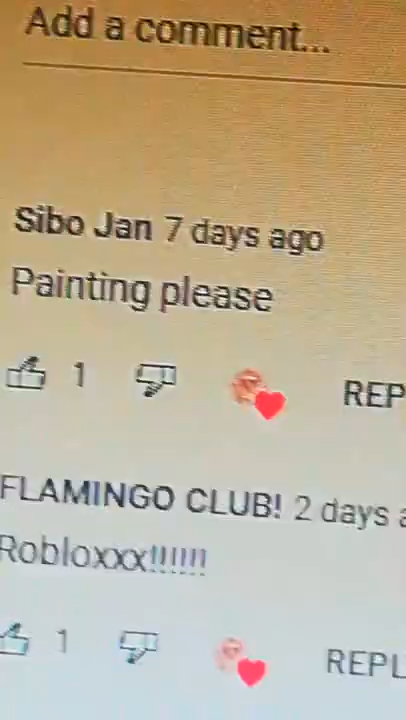 Add a comment...
Sibo Jan 7 days ago
Painting please
1
REP
FLAMINGO CLUB! 2 days a
Robloxxx!!!!!!
1
REPL